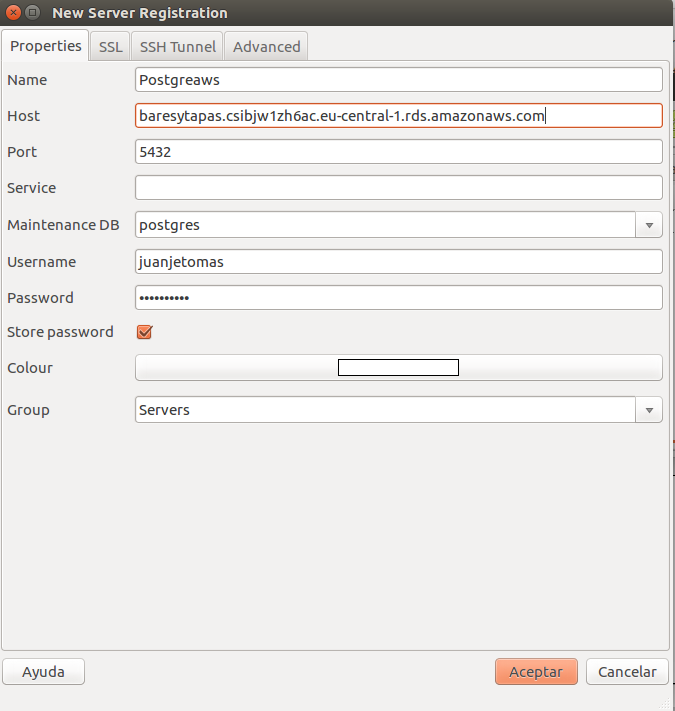 New Server Registration
Properties SSL SSH Tunnel Advanced
Name Postgreaws
Host baresytapas.csibjw1zh6ac.eu-central-1.rds.amazonaws.com
Port 5432
Service
Maintenance DB postgres
Username juanjetomas
Password ••••••••••
Store password
Colour
Group Servers
Ayuda Aceptar Cancelar